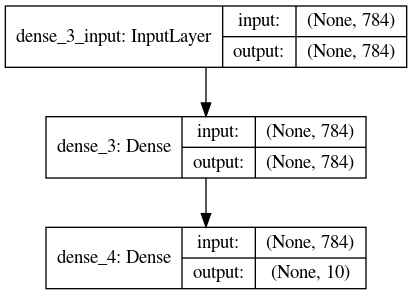 dense_3_input: InputLayer
input: (None, 784)
output: (None, 784)
dense_3: Dense
input: (None, 784)
output: (None, 784)
dense_4: Dense
input: (None, 784)
output: (None, 10)